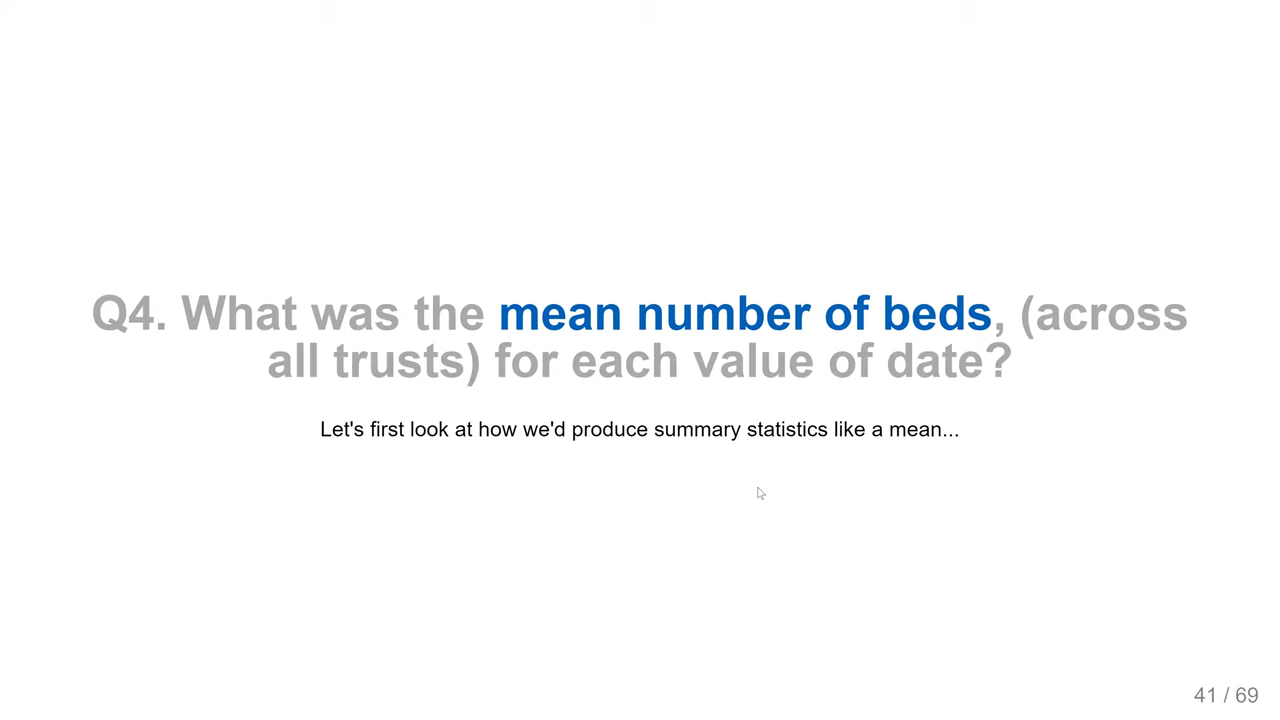 Q4. What was the mean number of beds, (across
all trusts) for each value of date?
Let's first look at how we'd produce summary statistics like a mean...
41 / 69